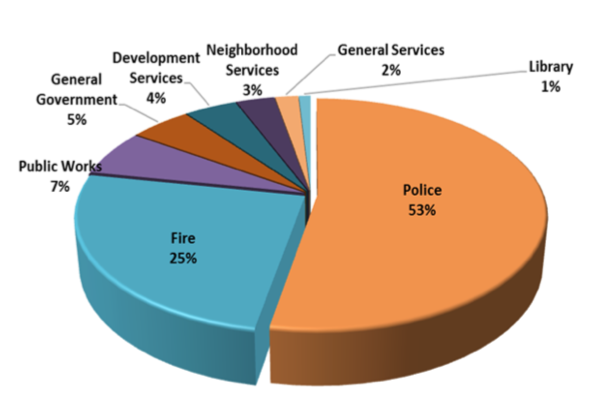 Neighborhood
Services
3%
General Services
2%
Library
1%
Development
Services
4%
General
Government
5%
Public Works
7%
Police
53%
Fire
25%